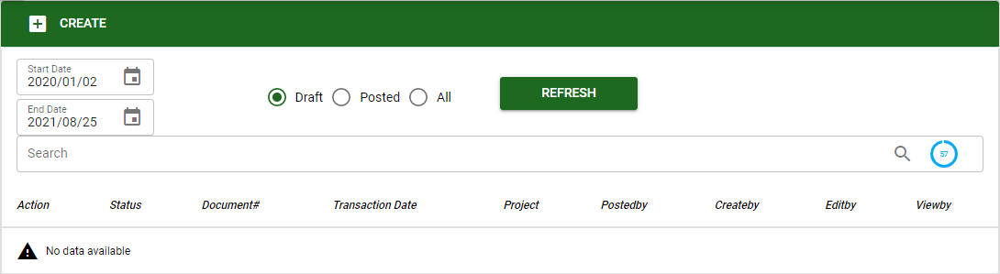 CREATE
Start Date
2020/01/02
End Date
2021/08/25
Draft Posted All
REFRESH
Search
57
Action Status Document# Transaction Date Project Postedby Createby Editby Viewby
No data available